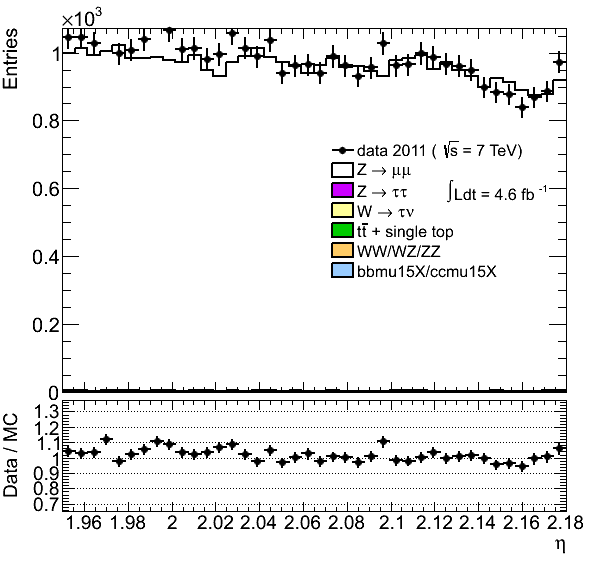 ×10³
Entries
1
0.8
0.6
0.4
0.2
0
data 2011 ( √s = 7 TeV)
Z → μμ
Z → ττ
∫Ldt = 4.6 fb⁻¹
W → τν
tt̅ + single top
WW/WZ/ZZ
bbmu15X/ccmu15X
Data / MC
1.3
1.2
1.1
1
0.9
0.8
0.7
1.96 1.98 2 2.02 2.04 2.06 2.08 2.1 2.12 2.14 2.16 2.18
η